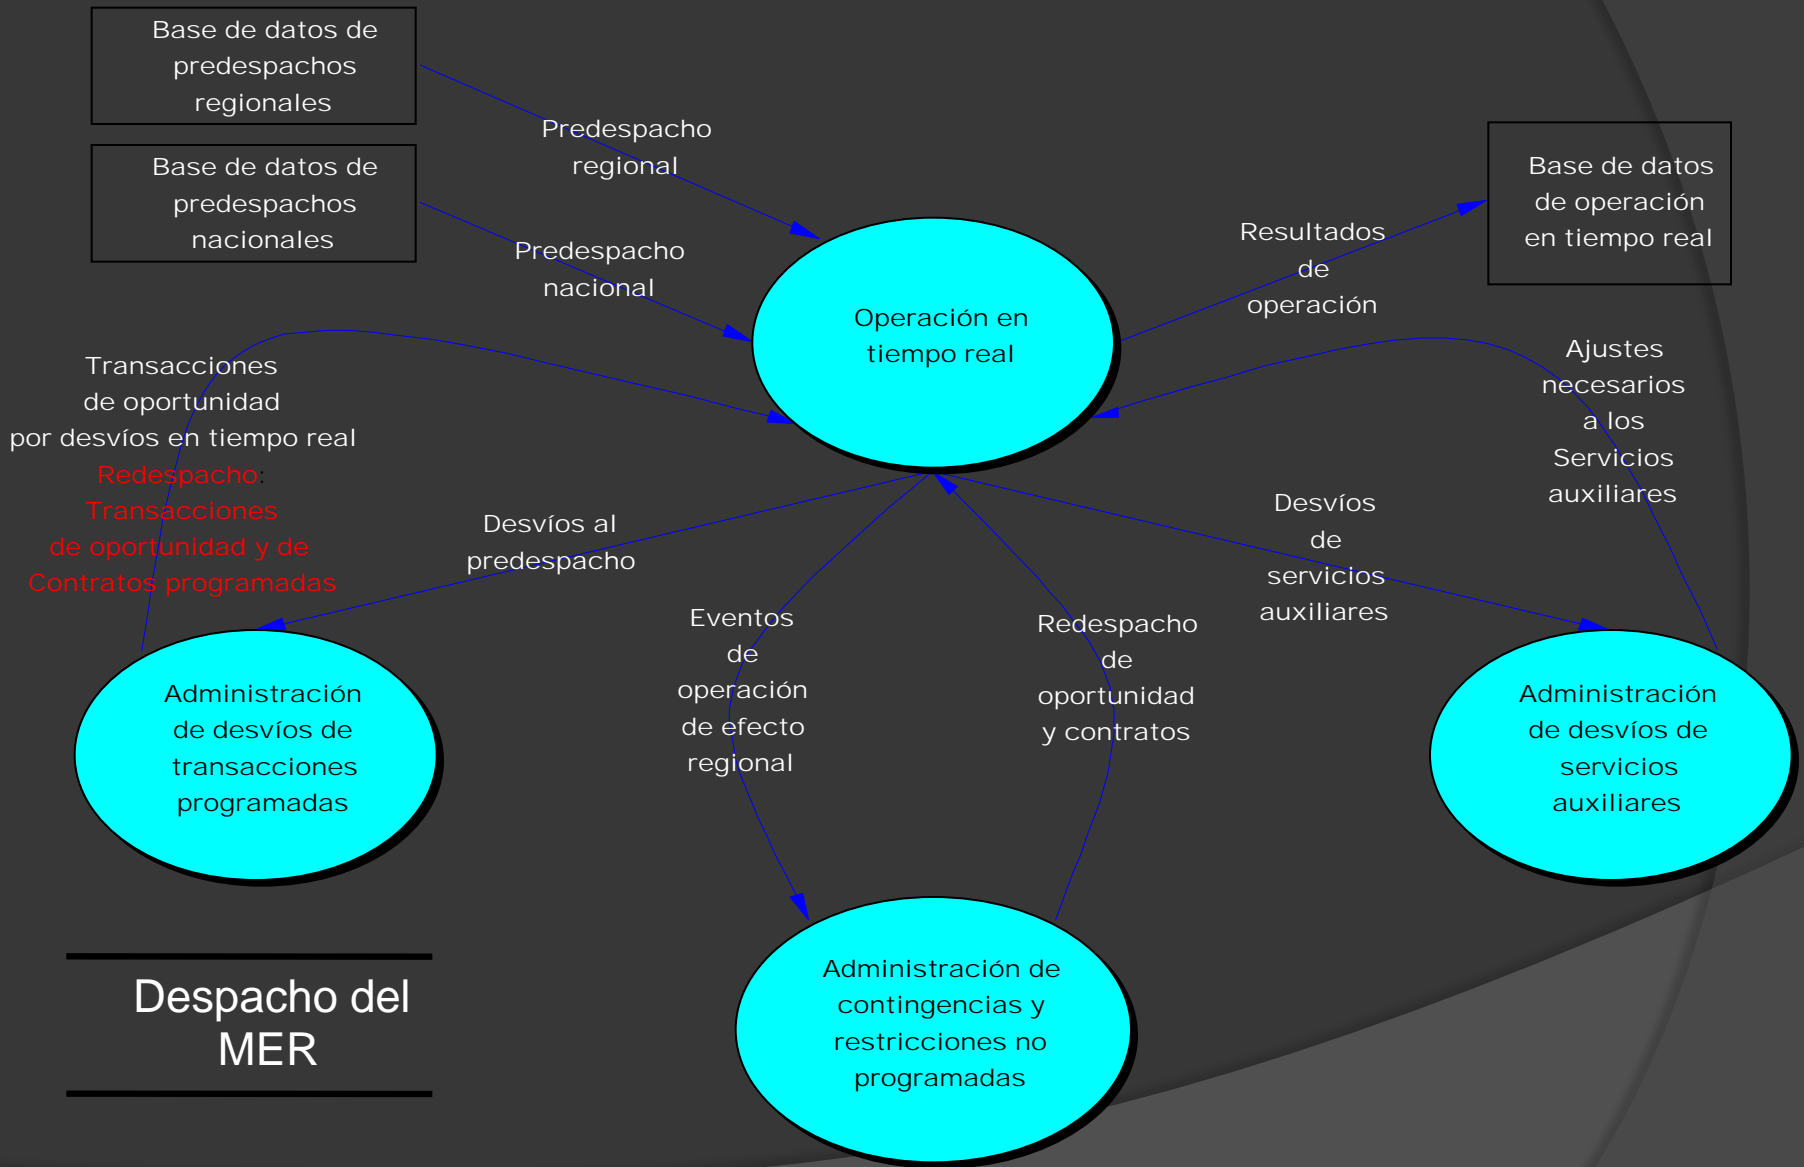 Base de datos de
predespachos
regionales
Base de datos de
predespachos
nacionales
Predespacho
regional
Predespacho
nacional
Operación en
tiempo real
Resultados
de
operación
Base de datos
de operación
en tiempo real
Transacciones
de oportunidad
por desvíos en tiempo real
Redespacho:
Transacciones
de oportunidad y de
Contratos programadas
Ajustes
necesarios
a los
Servicios
auxiliares
Desvíos al
predespacho
Desvíos
de
servicios
auxiliares
Eventos
de
operación
de efecto
regional
Redespacho
de
oportunidad
y contratos
Administración
de desvíos de
transacciones
programadas
Administración
de desvíos de
servicios
auxiliares
Administración de
contingencias y
restricciones no
programadas
Despacho del
MER